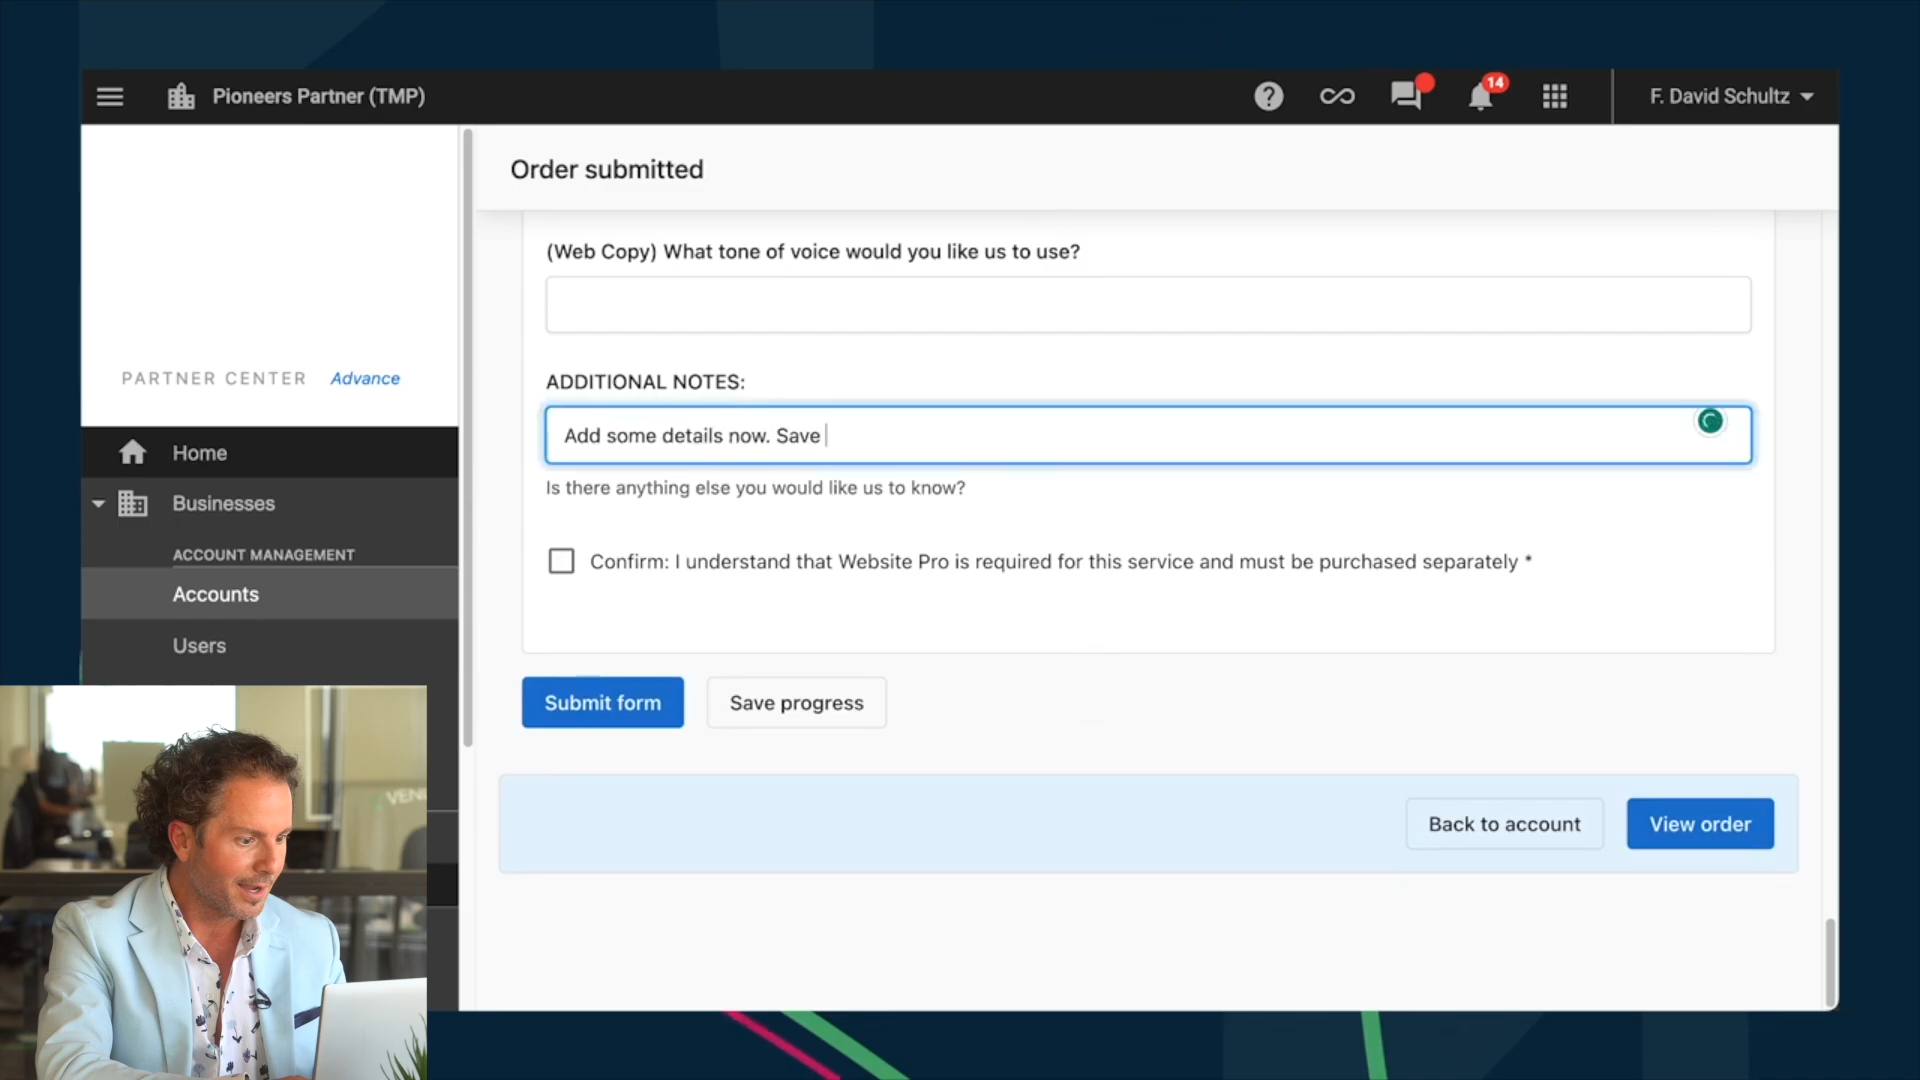 Pioneers Partner (TMP)
14
F. David Schultz
Order submitted
(Web Copy) What tone of voice would you like us to use?
PARTNER CENTER Advance
ADDITIONAL NOTES:
Add some details now. Save
Is there anything else you would like us to know?
Home
Businesses
ACCOUNT MANAGEMENT
Accounts
Users
Confirm: I understand that Website Pro is required for this service and must be purchased separately *
Submit form
Save progress
Back to account
View order